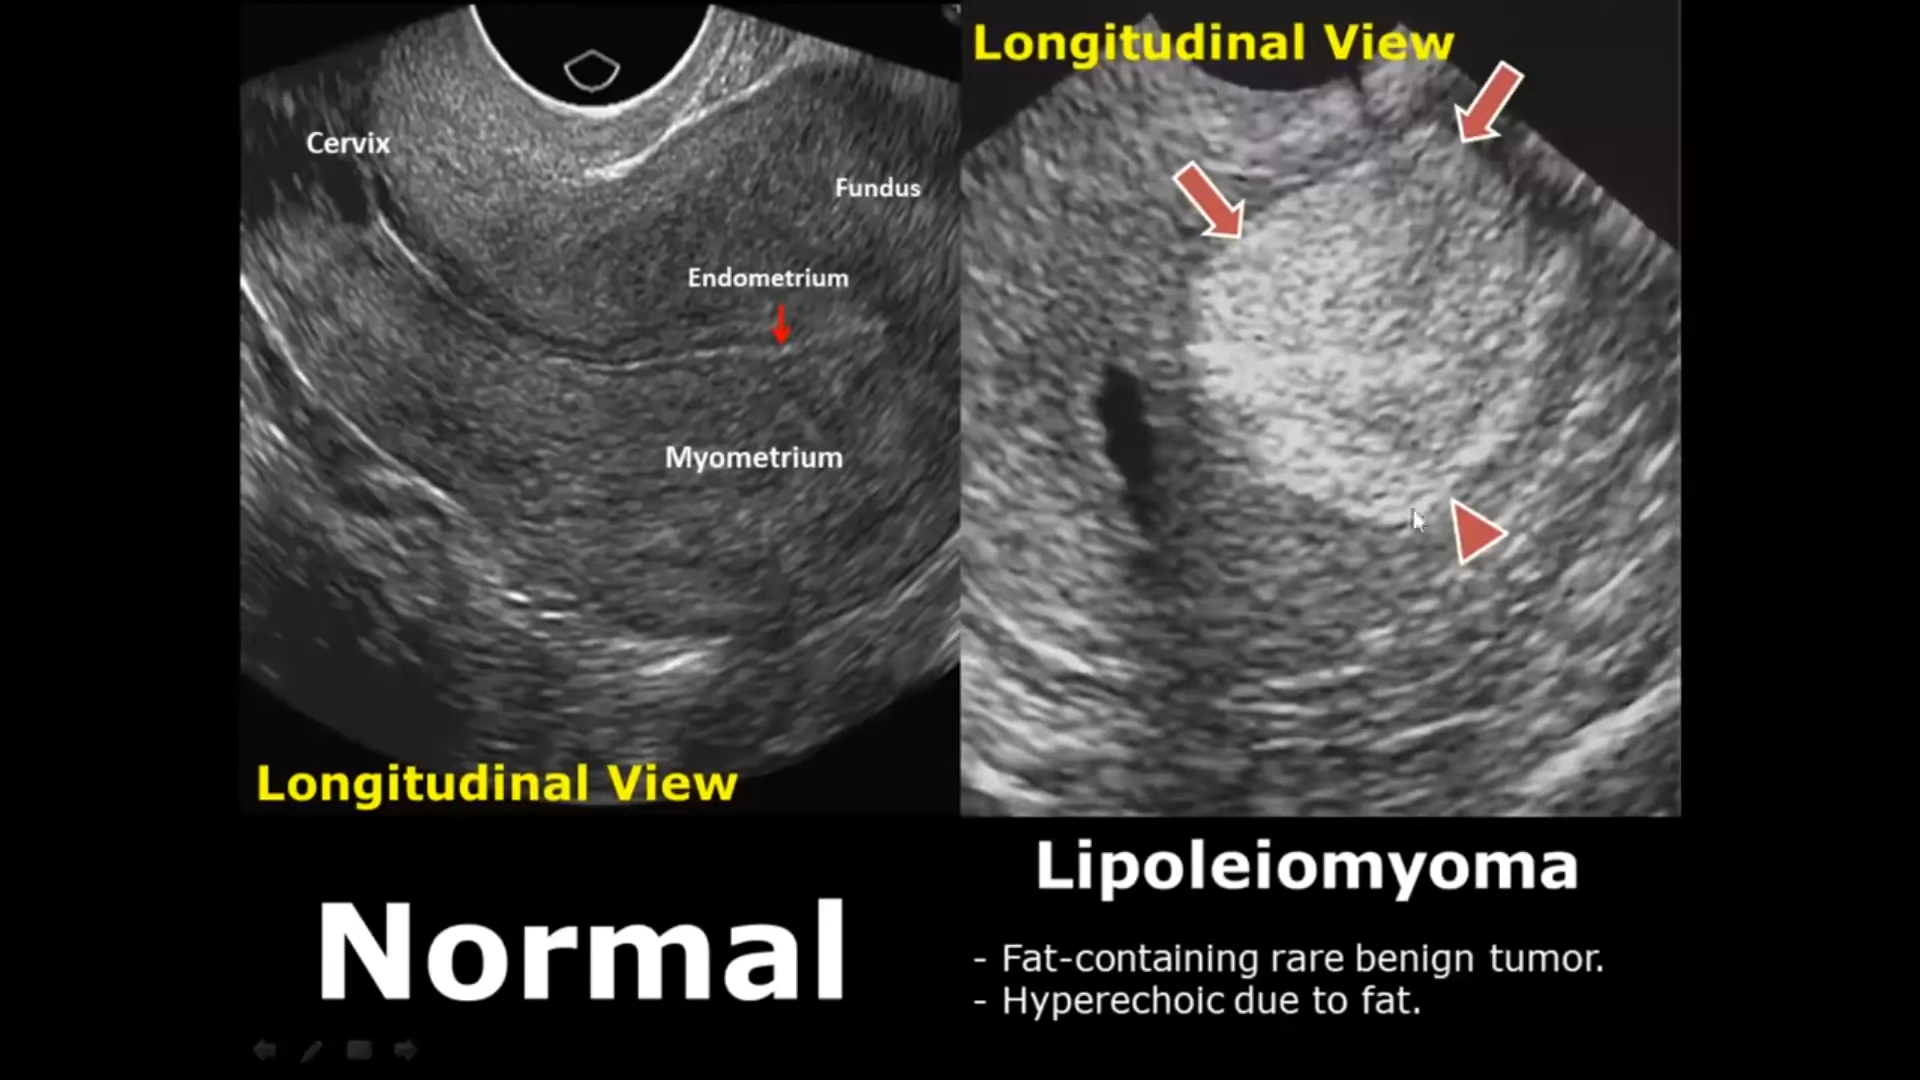 Cervix
Fundus
Endometrium
Myometrium
Longitudinal View
Normal
Longitudinal View
Lipoleiomyoma
- Fat-containing rare benign tumor.
- Hyperechoic due to fat.